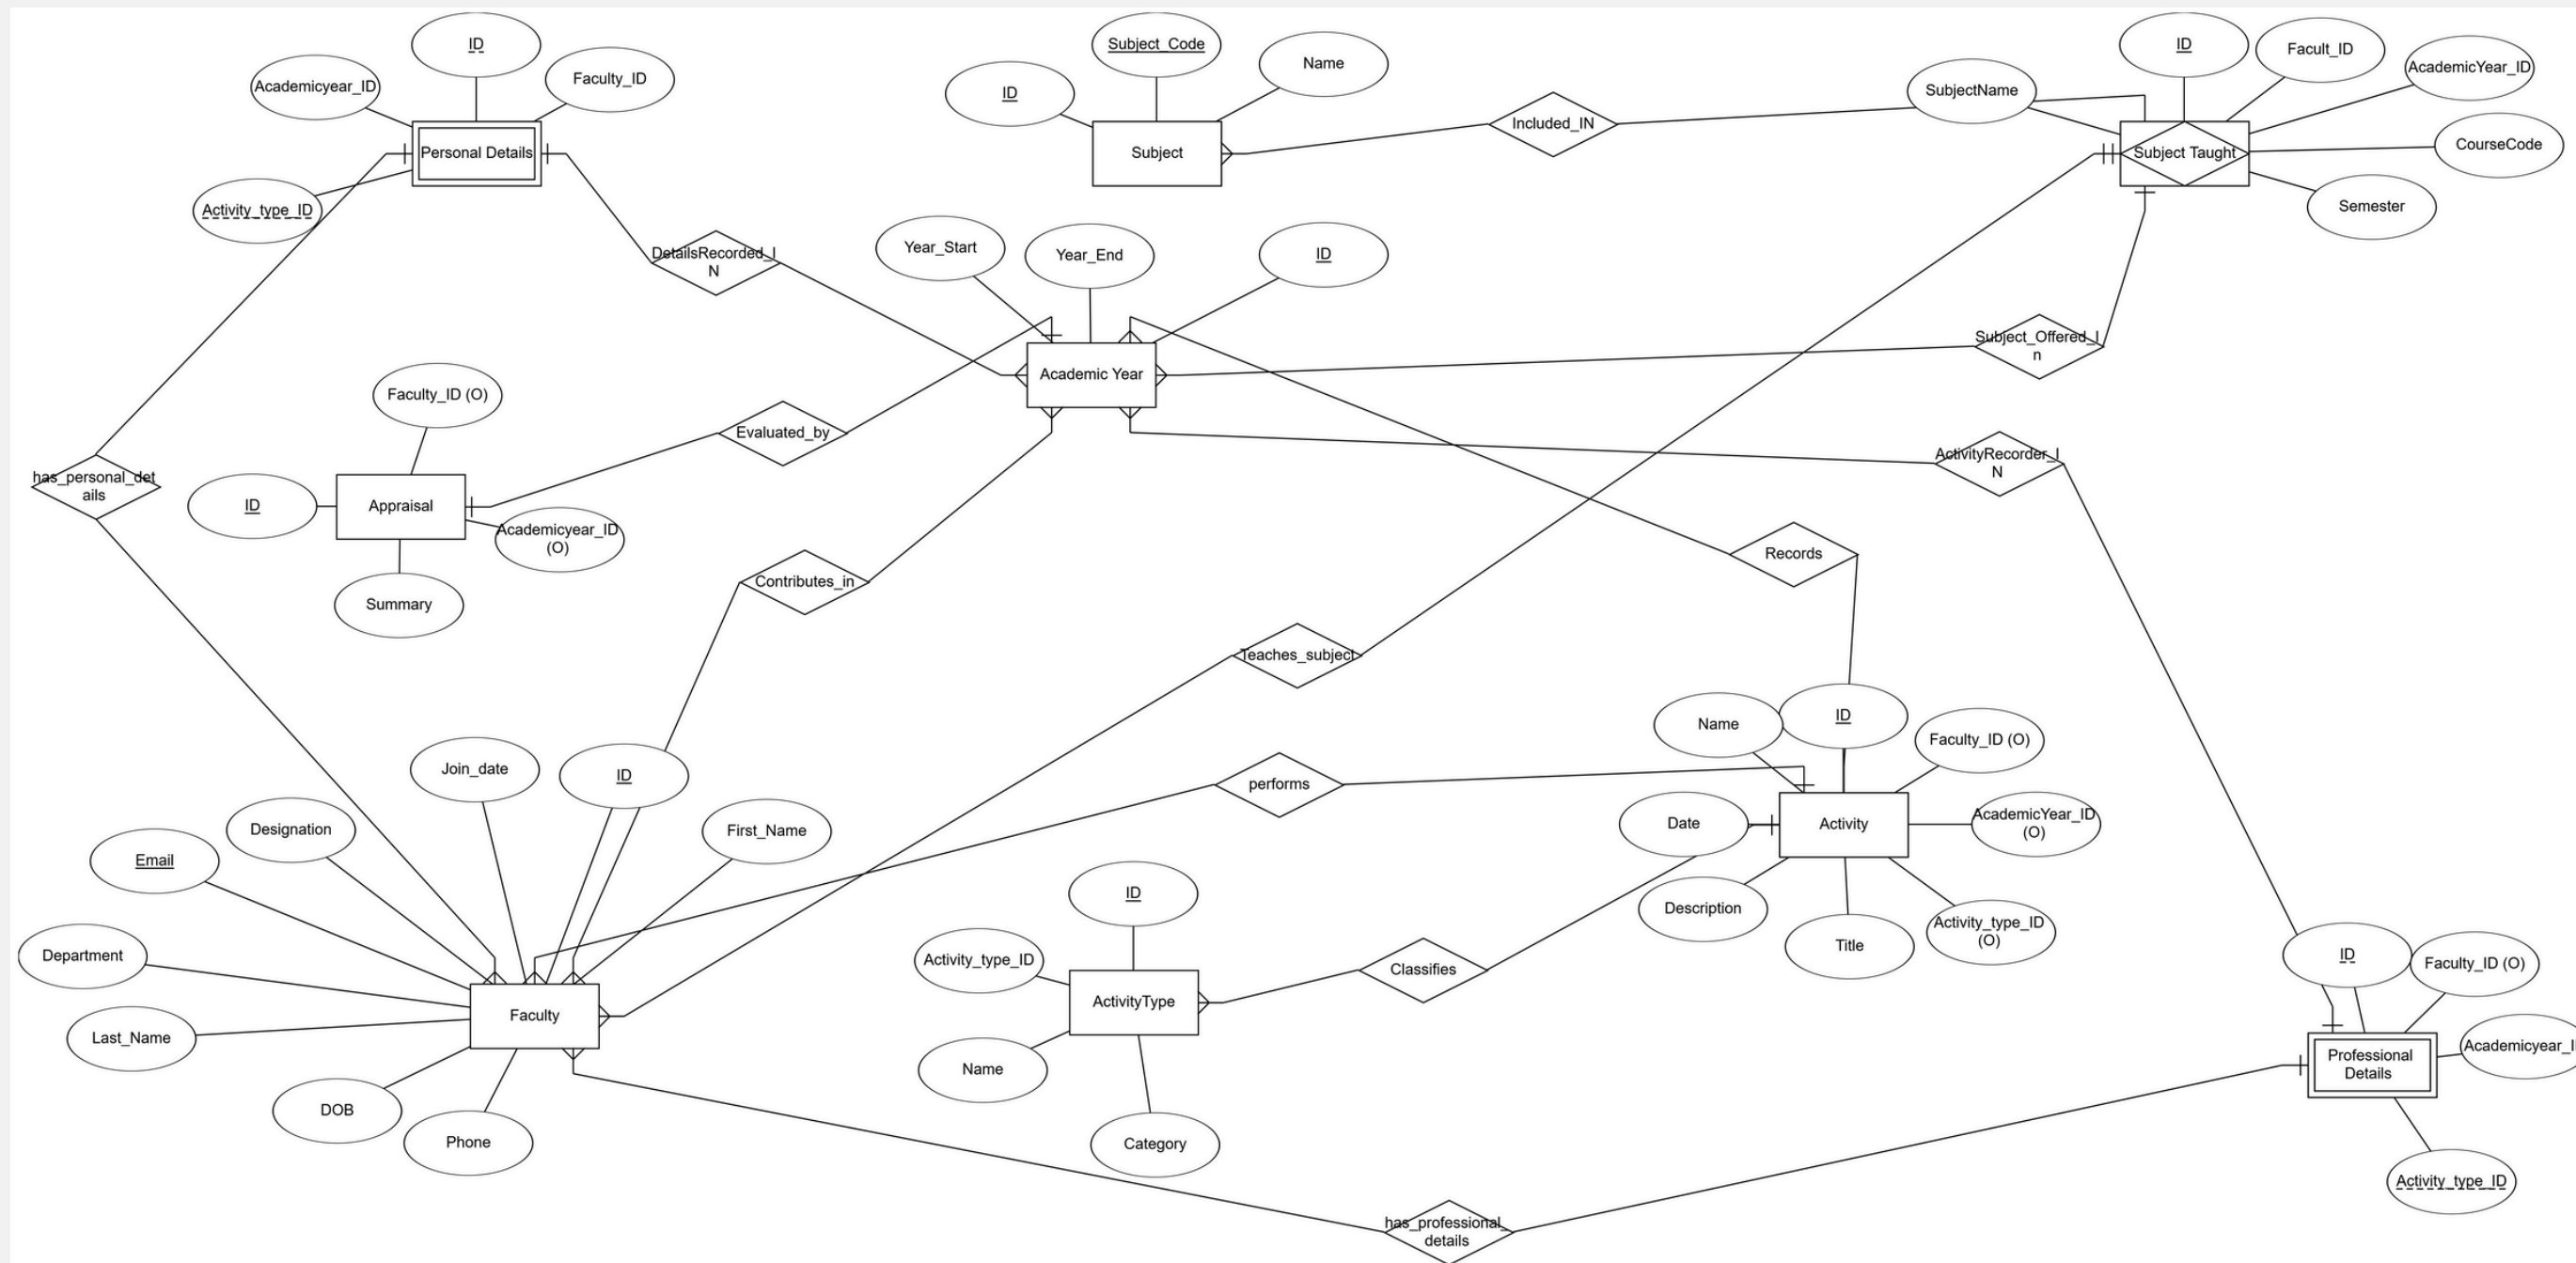 ID
Academicyear_ID
Faculty_ID
Personal Details
Activity_type_ID
Subject_Code
Name
ID
Subject
Included_IN
SubjectName
ID
Facult_ID
AcademicYear_ID
Subject Taught
CourseCode
Semester
DetailsRecorded_I
N
Year_Start
Year_End
ID
Academic Year
Subject_Offered_I
n
Faculty_ID (O)
Evaluated_by
has_personal_det
ails
ID
Appraisal
Academicyear_ID
(O)
Summary
Contributes_in
ActivityRecorder_I
N
Records
Teaches_subject
Join_date
ID
Designation
First_Name
Email
Department
Faculty
Last_Name
DOB
Phone
performs
Name
ID
Faculty_ID (O)
Date
Activity
AcademicYear_ID
(O)
Description
Title
Activity_type_ID
(O)
ID
Activity_type_ID
Classifies
ActivityType
Name
Category
ID
Faculty_ID (O)
Professional
Details
Activity_type_ID
has_professional_
details